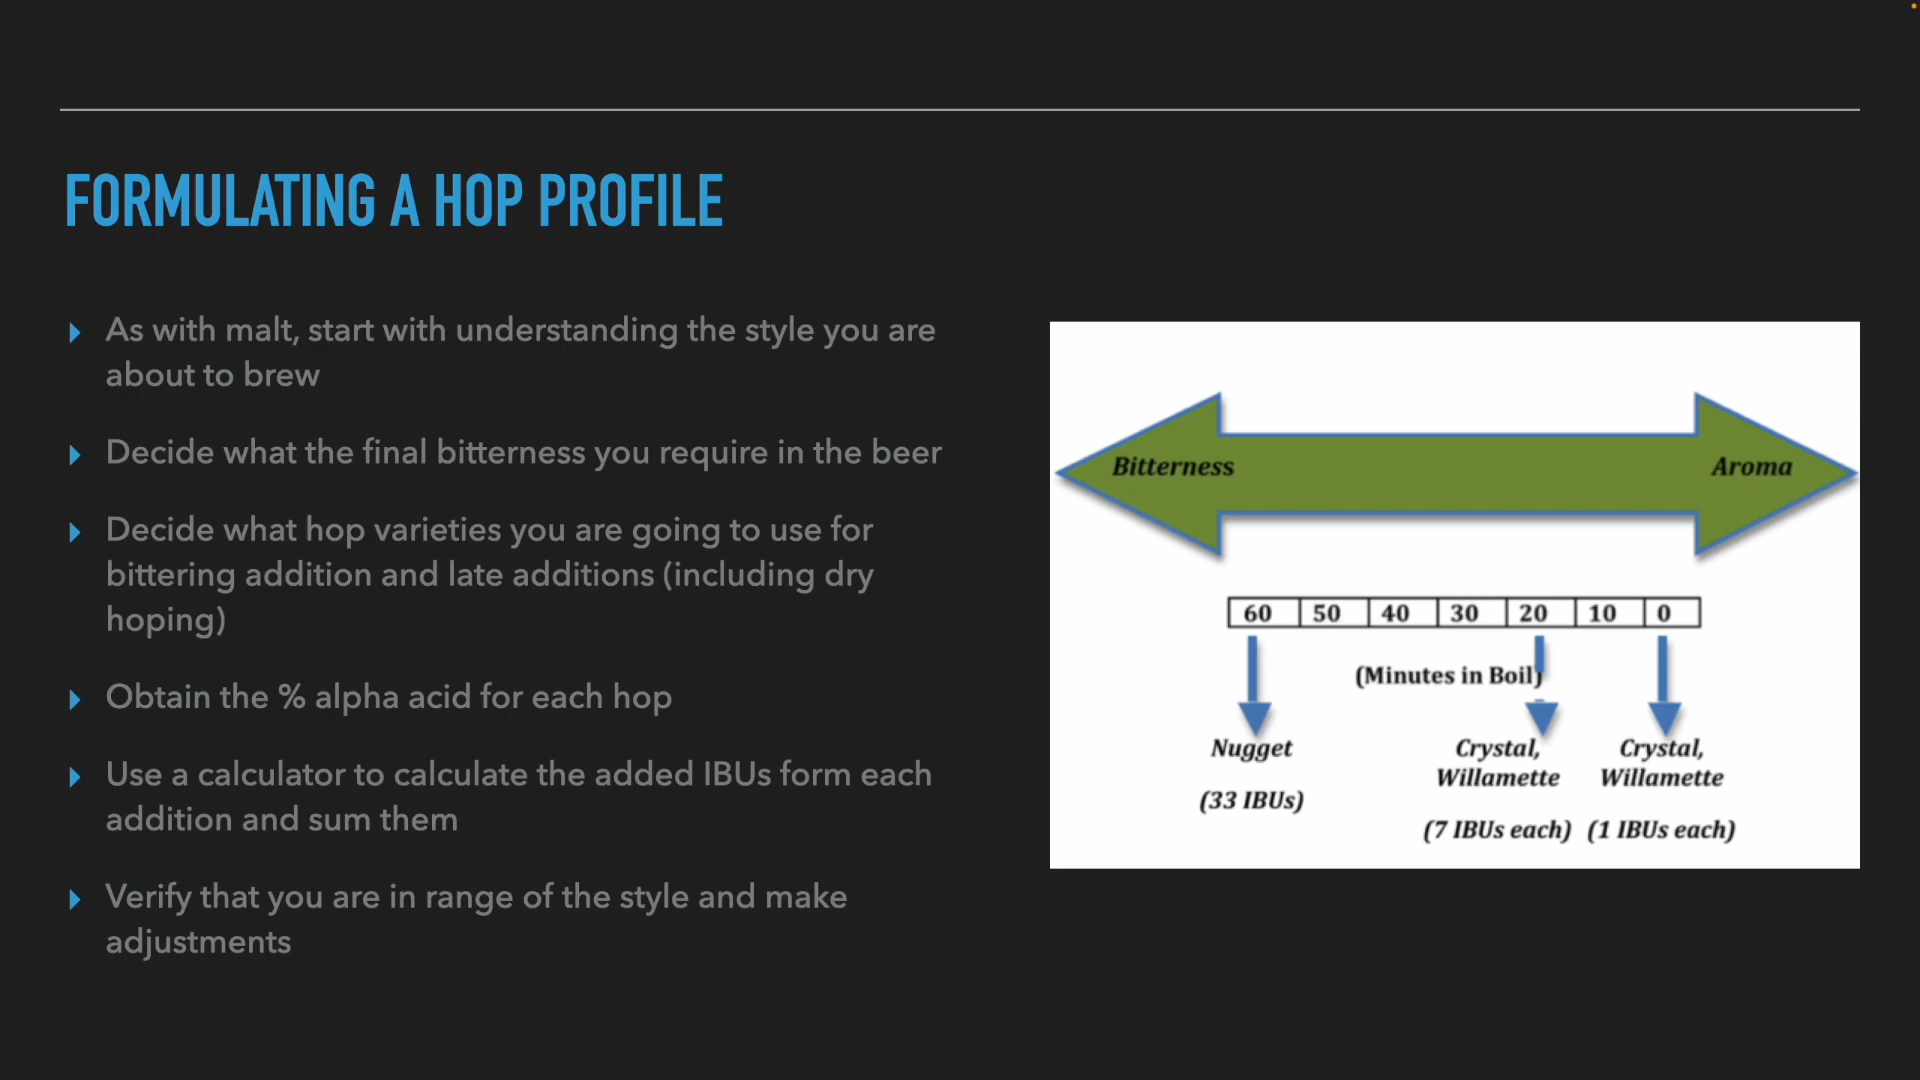 FORMULATING A HOP PROFILE
As with malt, start with understanding the style you are
about to brew
Decide what the final bitterness you require in the beer
Decide what hop varieties you are going to use for
bittering addition and late additions (including dry
hoping)
Obtain the % alpha acid for each hop
Use a calculator to calculate the added IBUs form each
addition and sum them
Verify that you are in range of the style and make
adjustments
Bitterness Aroma
60 50 40 30 20 10 0
(Minutes in Boil)
Nugget
(33 IBUs)
Crystal,
Willamette
(7 IBUs each)
Crystal,
Willamette
(1 IBUs each)